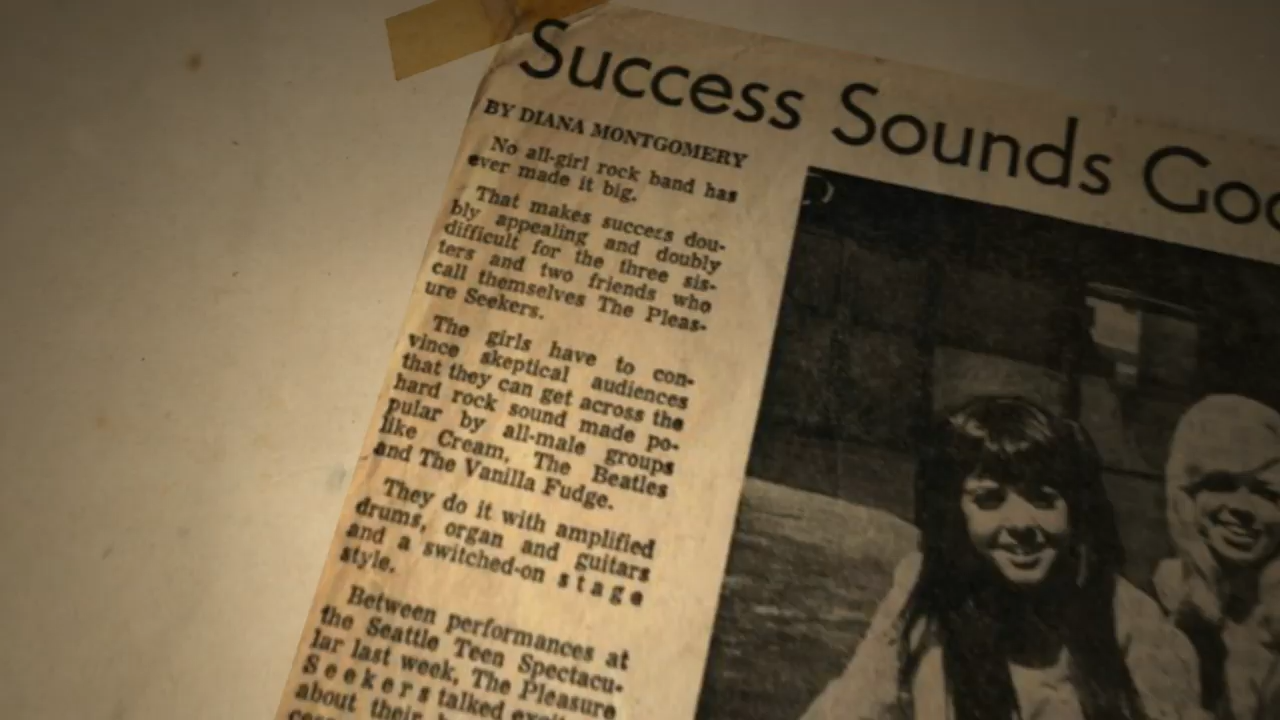 Success Sounds Goo
BY DIANA MONTGOMERY
No all-girl rock band has
ever made it big.
That makes success dou-
bly appealing and doubly
difficult for the three sis-
ters and two friends who
call themselves The Pleas-
ure Seekers.
The girls have to con-
vince skeptical audiences
that they can get across the
hard rock sound made po-
pular by all-male groups
like Cream, The Beatles
and The Vanilla Fudge.
They do it with amplified
drums, organ and guitars
and a switched-on stage
style.
Between performances at
the Seattle Teen Spectacu-
lar last week, The Pleasure
Seekers talked
about their